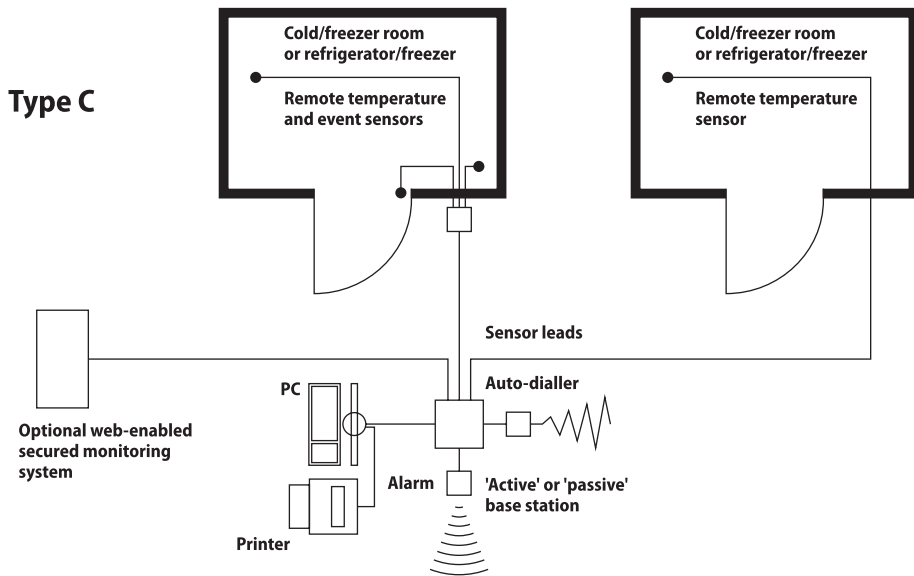 Type C
Cold/freezer room
or refrigerator/freezer
Remote temperature
and event sensors
Cold/freezer room
or refrigerator/freezer
Remote temperature
sensor
Sensor leads
Optional web-enabled
secured monitoring
system
PC
Auto-dialler
Alarm
'Active' or 'passive'
base station
Printer